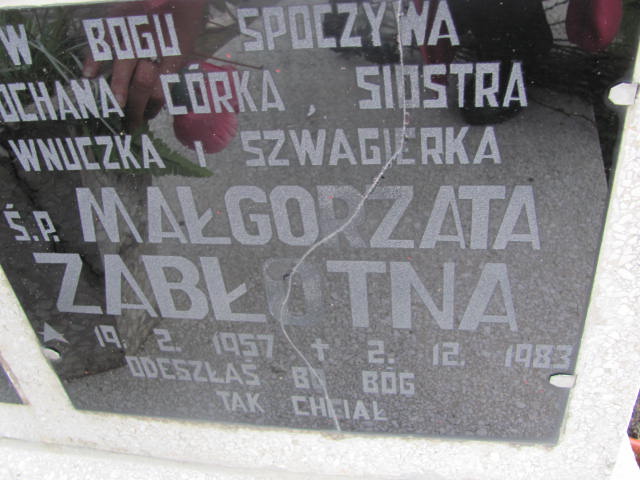 W BOGU SPOCZYWA
OCHANA CÓRKA, SIOSTRA
WNUCZKA I SZWAGIERKA
Ś.P. MAŁGORZATA
ZABŁOTNA
19. 2. 1957 + 2. 12. 1983
ODESZŁAŚ BO BÓG
TAK CHCIAŁ